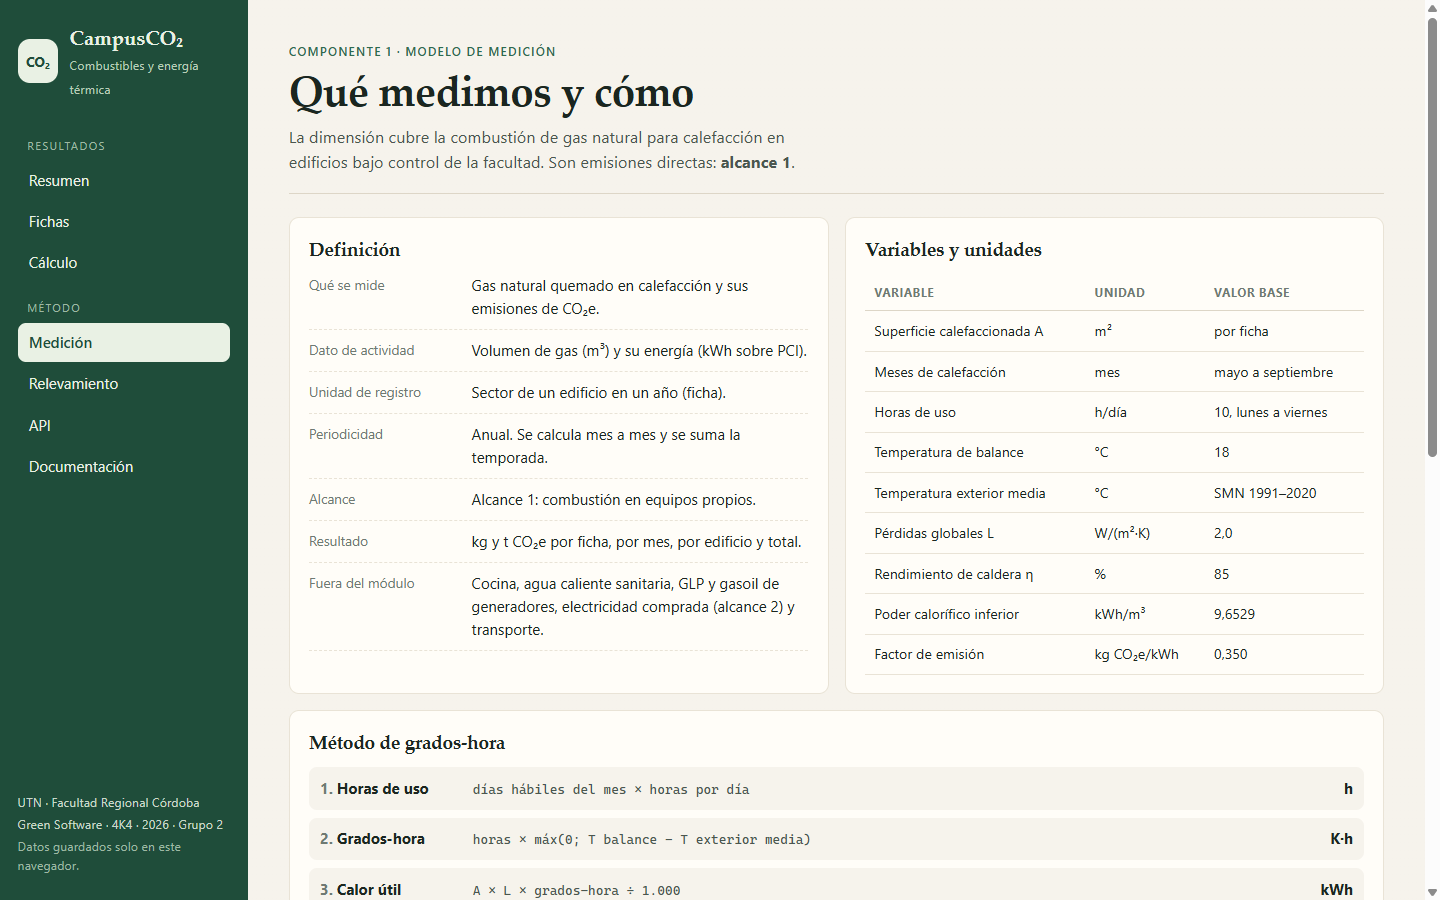 CO₂
CampusCO₂
Combustibles y energía
térmica
RESULTADOS
Resumen
Fichas
Cálculo
MÉTODO
Medición
Relevamiento
API
Documentación
UTN · Facultad Regional Córdoba
Green Software · 4K4 · 2026 · Grupo 2
Datos guardados solo en este
navegador.
COMPONENTE 1 · MODELO DE MEDICIÓN
Qué medimos y cómo
La dimensión cubre la combustión de gas natural para calefacción en
edificios bajo control de la facultad. Son emisiones directas: alcance 1.
Definición
Qué se mide Gas natural quemado en calefacción y sus
emisiones de CO₂e.
Dato de actividad Volumen de gas (m³) y su energía (kWh sobre PCI).
Unidad de registro Sector de un edificio en un año (ficha).
Periodicidad Anual. Se calcula mes a mes y se suma la
temporada.
Alcance Alcance 1: combustión en equipos propios.
Resultado kg y t CO₂e por ficha, por mes, por edificio y total.
Fuera del módulo Cocina, agua caliente sanitaria, GLP y gasoil de
generadores, electricidad comprada (alcance 2) y
transporte.
Variables y unidades
VARIABLE UNIDAD VALOR BASE
Superficie calefaccionada A m² por ficha
Meses de calefacción mes mayo a septiembre
Horas de uso h/día 10, lunes a viernes
Temperatura de balance °C 18
Temperatura exterior media °C SMN 1991–2020
Pérdidas globales L W/(m²·K) 2,0
Rendimiento de caldera η % 85
Poder calorífico inferior kWh/m³ 9,6529
Factor de emisión kg CO₂e/kWh 0,350
Método de grados-hora
1. Horas de uso días hábiles del mes × horas por día h
2. Grados-hora horas × máx(0; T balance − T exterior media) K·h
3. Calor útil A × L × grados-hora ÷ 1.000 kWh